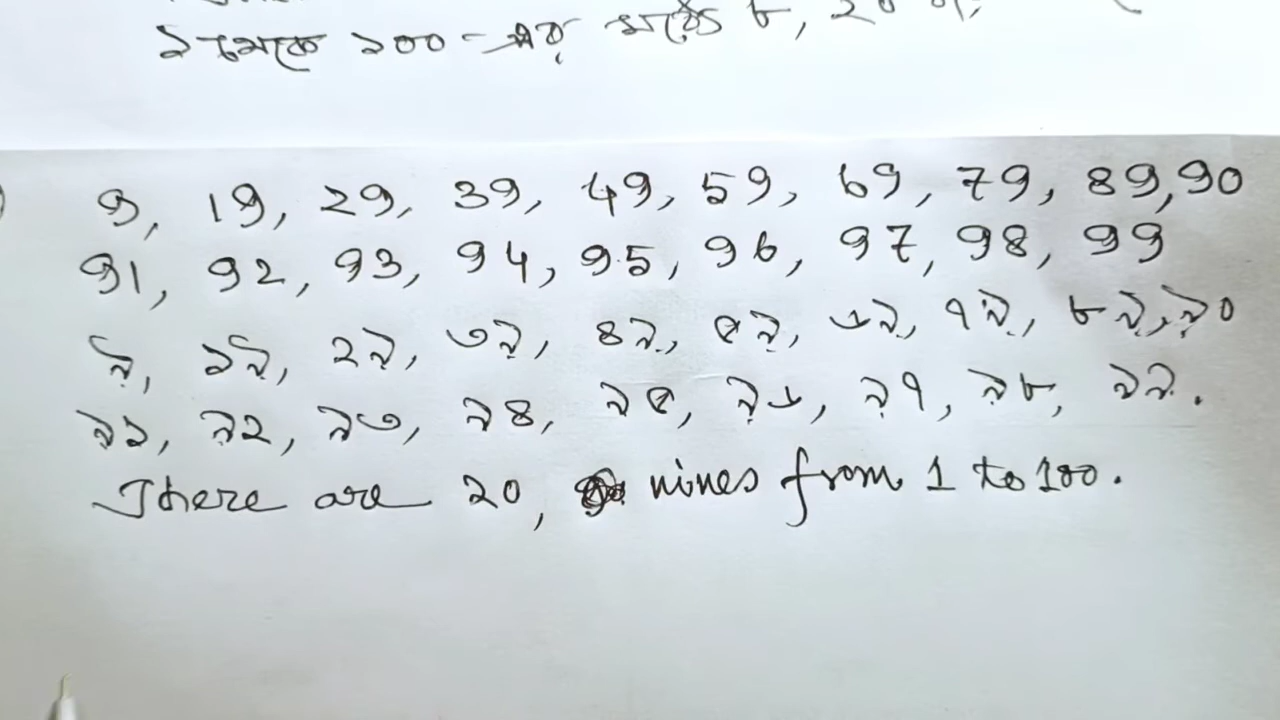 ১ থেকে ১০০-এর মধ্যে ৮, ২০
9, 19, 29, 39, 49, 59, 69, 79, 89, 90
91, 92, 93, 94, 95, 96, 97, 98, 99
৯, ১৯, ২৯, ৩৯, ৪৯, ৫৯, ৬৯, ৭৯, ৮৯, ৯০
৯১, ৯২, ৯৩, ৯৪, ৯৫, ৯৬, ৯৭, ৯৮, ৯৯.
There are 20, nines from 1 to 100.